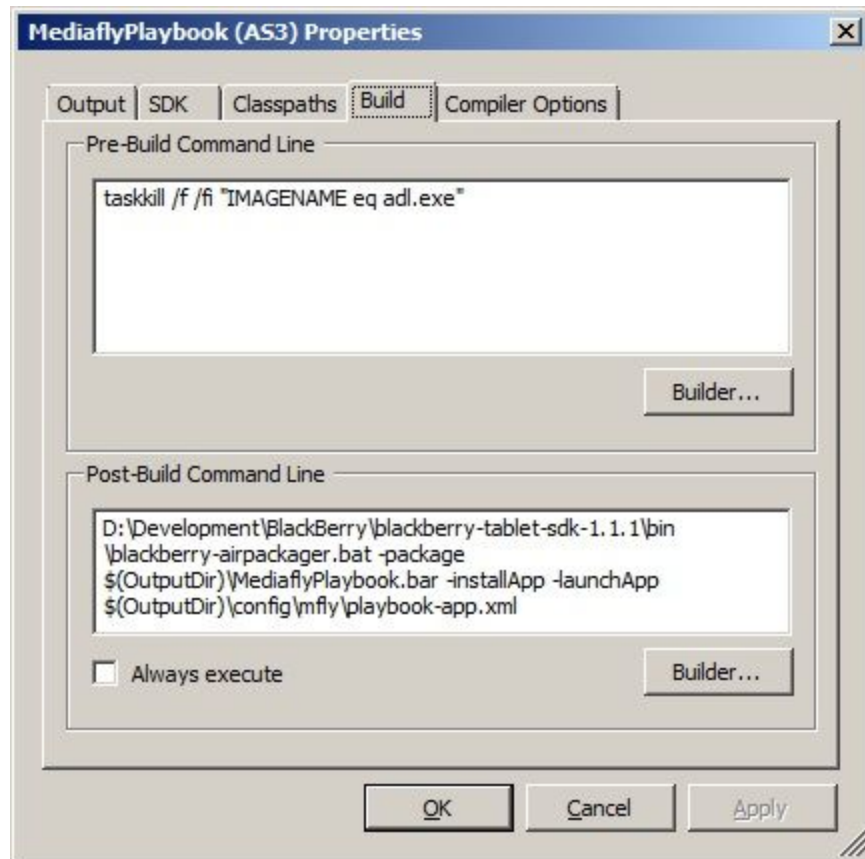 MediaflyPlaybook (AS3) Properties
Output SDK Classpaths Build Compiler Options
Pre-Build Command Line
taskkill /f /fi "IMAGENAME eq adl.exe"
Builder...
Post-Build Command Line
D:\Development\BlackBerry\blackberry-tablet-sdk-1.1.1\bin
\blackberry-airpackager.bat -package
$(OutputDir)\MediaflyPlaybook.bar -installApp -launchApp
$(OutputDir)\config\mfly\playbook-app.xml
Always execute
Builder...
OK Cancel Apply